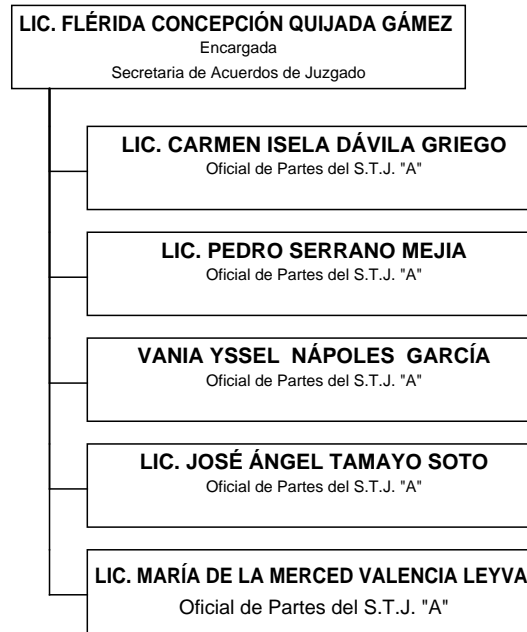 LIC. FLÉRIDA CONCEPCIÓN QUIJADA GÁMEZ
Encargada
Secretaria de Acuerdos de Juzgado
LIC. CARMEN ISELA DÁVILA GRIEGO
Oficial de Partes del S.T.J. "A"
LIC. PEDRO SERRANO MEJIA
Oficial de Partes del S.T.J. "A"
VANIA YSSEL NÁPOLES GARCÍA
Oficial de Partes del S.T.J. "A"
LIC. JOSÉ ÁNGEL TAMAYO SOTO
Oficial de Partes del S.T.J. "A"
LIC. MARÍA DE LA MERCED VALENCIA LEYVA
Oficial de Partes del S.T.J. "A"